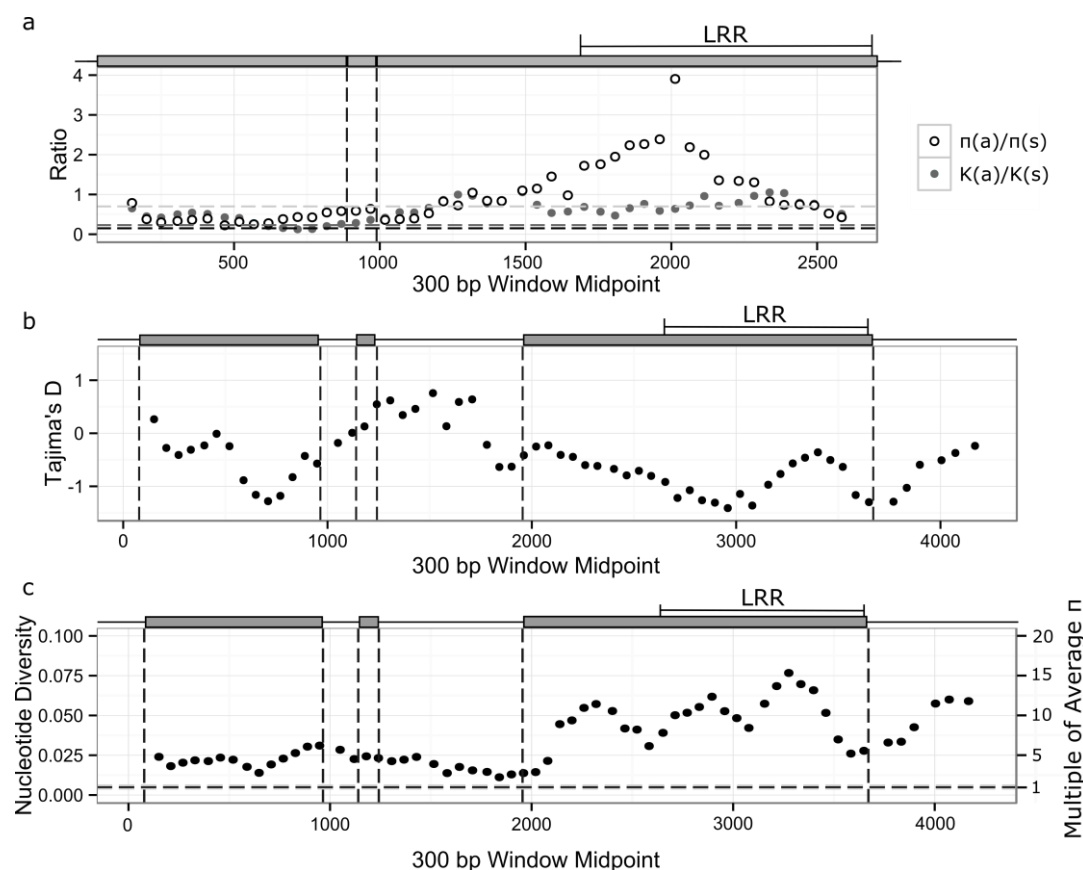 a
LRR
4
3
2
1
0
Ratio
π(a)/π(s)
K(a)/K(s)
500
1000
1500
2000
2500
300 bp Window Midpoint
b
LRR
1
0
-1
Tajima's D
0
1000
2000
3000
4000
300 bp Window Midpoint
c
LRR
0.100
0.075
0.050
0.025
0.000
Nucleotide Diversity
20
15
10
5
1
Multiple of Average π
0
1000
2000
3000
4000
300 bp Window Midpoint